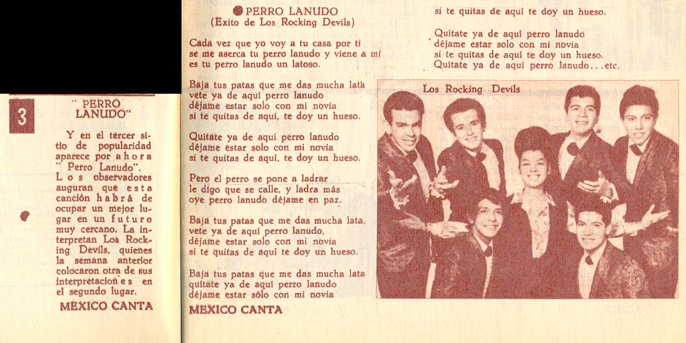 3
" PERRO
LANUDO"
Y en el tercer si-
tio de popularidad
aparece por ahora
" Perro Lanudo".
Los observadores
auguran que esta
canción habrá de
ocupar un mejor lu-
gar en un futuro
muy cercano. La in-
terpretan Los Rock-
ing Devils, quienes
la semana anterior
colocaron otra de sus
interpretaciones en
el segundo lugar.
MEXICO CANTA
PERRO LANUDO
(Exito de Los Rocking Devils)
Cada vez que yo voy a tu casa por ti
se me aserca tu perro lanudo y viene a mi
es tu perro lanudo un latoso.
Baja tus patas que me das mucha lata
vete ya de aquí perro lanudo
déjame estar solo con mi novia
si te quitas de aquí, te doy un hueso.
Quítate ya de aquí perro lanudo
déjame estar solo con mi novia
si te quitas de aquí, te doy un hueso.
Pero el perro se pone a ladrar
le digo que se calle, y ladra más
oye perro lanudo déjame en paz.
Baja tus patas que me das mucha lata,
vete ya de aquí perro lanudo,
déjame estar solo con mi novia
si te quitas de aquí te doy un hueso.
Baja tus patas que me das mucha lata
quítate ya de aquí perro lanudo
déjame estar sólo con mi novia
MEXICO CANTA
si te quitas de aquí te doy un hueso.
Quítate ya de aquí perro lanudo
déjame estar solo con mi novia
si te quitas de aquí te doy un hueso.
Quítate ya de aquí perro lanudo...etc.
Los Rocking Devils